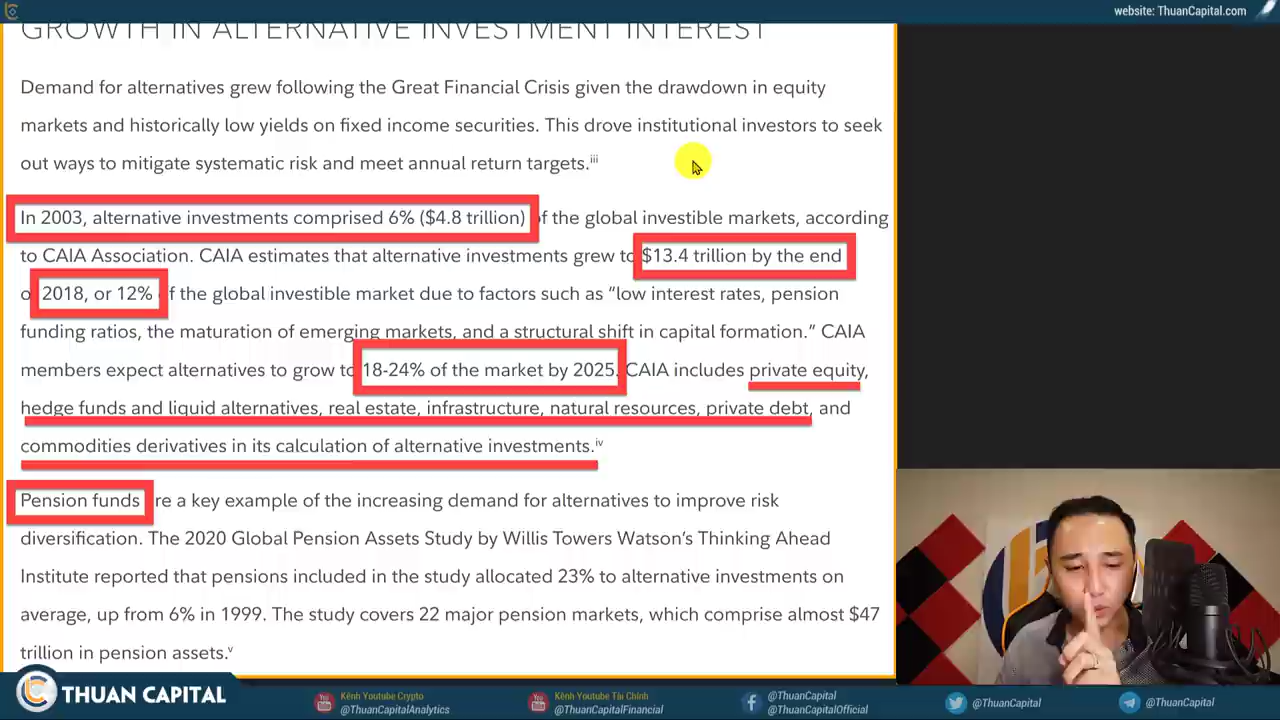 website: ThuanCapital.com
GROWTH IN ALTERNATIVE INVESTMENT INTEREST
Demand for alternatives grew following the Great Financial Crisis given the drawdown in equity
markets and historically low yields on fixed income securities. This drove institutional investors to seek
out ways to mitigate systematic risk and meet annual return targets.iii
In 2003, alternative investments comprised 6% ($4.8 trillion) of the global investible markets, according
to CAIA Association. CAIA estimates that alternative investments grew to $13.4 trillion by the end
o 2018, or 12% of the global investible market due to factors such as “low interest rates, pension
funding ratios, the maturation of emerging markets, and a structural shift in capital formation.” CAIA
members expect alternatives to grow to 18-24% of the market by 2025. CAIA includes private equity,
hedge funds and liquid alternatives, real estate, infrastructure, natural resources, private debt, and
commodities derivatives in its calculation of alternative investments.iv
Pension funds re a key example of the increasing demand for alternatives to improve risk
diversification. The 2020 Global Pension Assets Study by Willis Towers Watson’s Thinking Ahead
Institute reported that pensions included in the study allocated 23% to alternative investments on
average, up from 6% in 1999. The study covers 22 major pension markets, which comprise almost $47
trillion in pension assets.v
THUAN CAPITAL
Kênh Youtube Crypto
@ThuanCapitalAnalytics
Kênh Youtube Tài Chính
@ThuanCapitalFinancial
@ThuanCapital
@ThuanCapitalOfficial
@ThuanCapital
@ThuanCapital